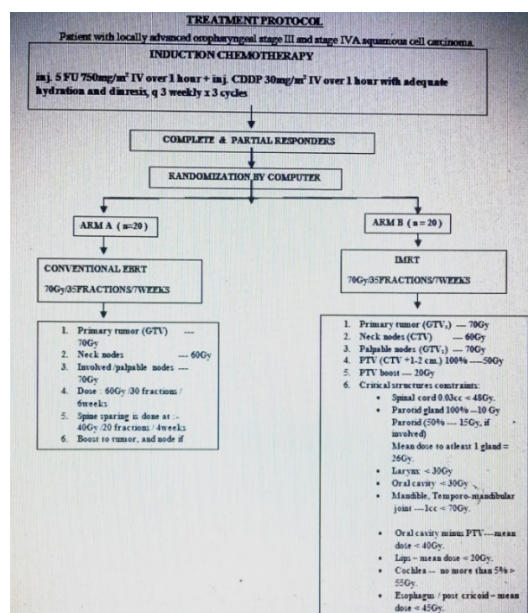 TREATMENT PROTOCOL
Patient with locally advanced oropharyngeal stage III and stage IVA squamous cell carcinoma
INDUCTION CHEMOTHERAPY
inj. 5 FU 750mg/m² IV over 1 hour + inj. CDDP 30mg/m² IV over 1 hour with adequate
hydration and diuresis, q 3 weekly x 3 cycles
COMPLETE & PARTIAL RESPONDERS
RANDOMIZATION BY COMPUTER
ARM A ( n=20 )
CONVENTIONAL EBRT
70Gy/35FRACTIONS/7WEEKS
1. Primary tumor (GTV) ---
70Gy
2. Neck nodes --- 60Gy
3. Involved /palpable nodes ---
70Gy
4. Dose : 60Gy /30 fractions /
6weeks
5. Spine sparing is done at :-
40Gy /20 fractions / 4weeks
6. Boost to tumor, and node if
ARM B ( n = 20 )
IMRT
70Gy/35FRACTIONS/7WEEKS
1. Primary tumor (GTV₁) --- 70Gy
2. Neck nodes (CTV) --- 60Gy
3. Palpable nodes (GTV₂) --- 70Gy
4. PTV (CTV +1-2 cm.) 100% ---50Gy
5. PTV boost --- 20Gy
6. Critical structures constraints:
• Spinal cord 0.03cc < 48Gy.
• Parotid gland 100% --10 Gy
Parotid (50% --- 15Gy, if
involved)
Mean dose to atleast 1 gland =
26Gy.
• Larynx < 30Gy
• Oral cavity < 30Gy
• Mandible, Temporo-mandibular
joint ---1cc < 70Gy.
• Oral cavity minus PTV---mean
dose < 40Gy.
• Lips – mean dose < 20Gy.
• Cochlea -- no more than 5% >
55Gy.
• Esophagus / post cricoid – mean
dose < 45Gy.